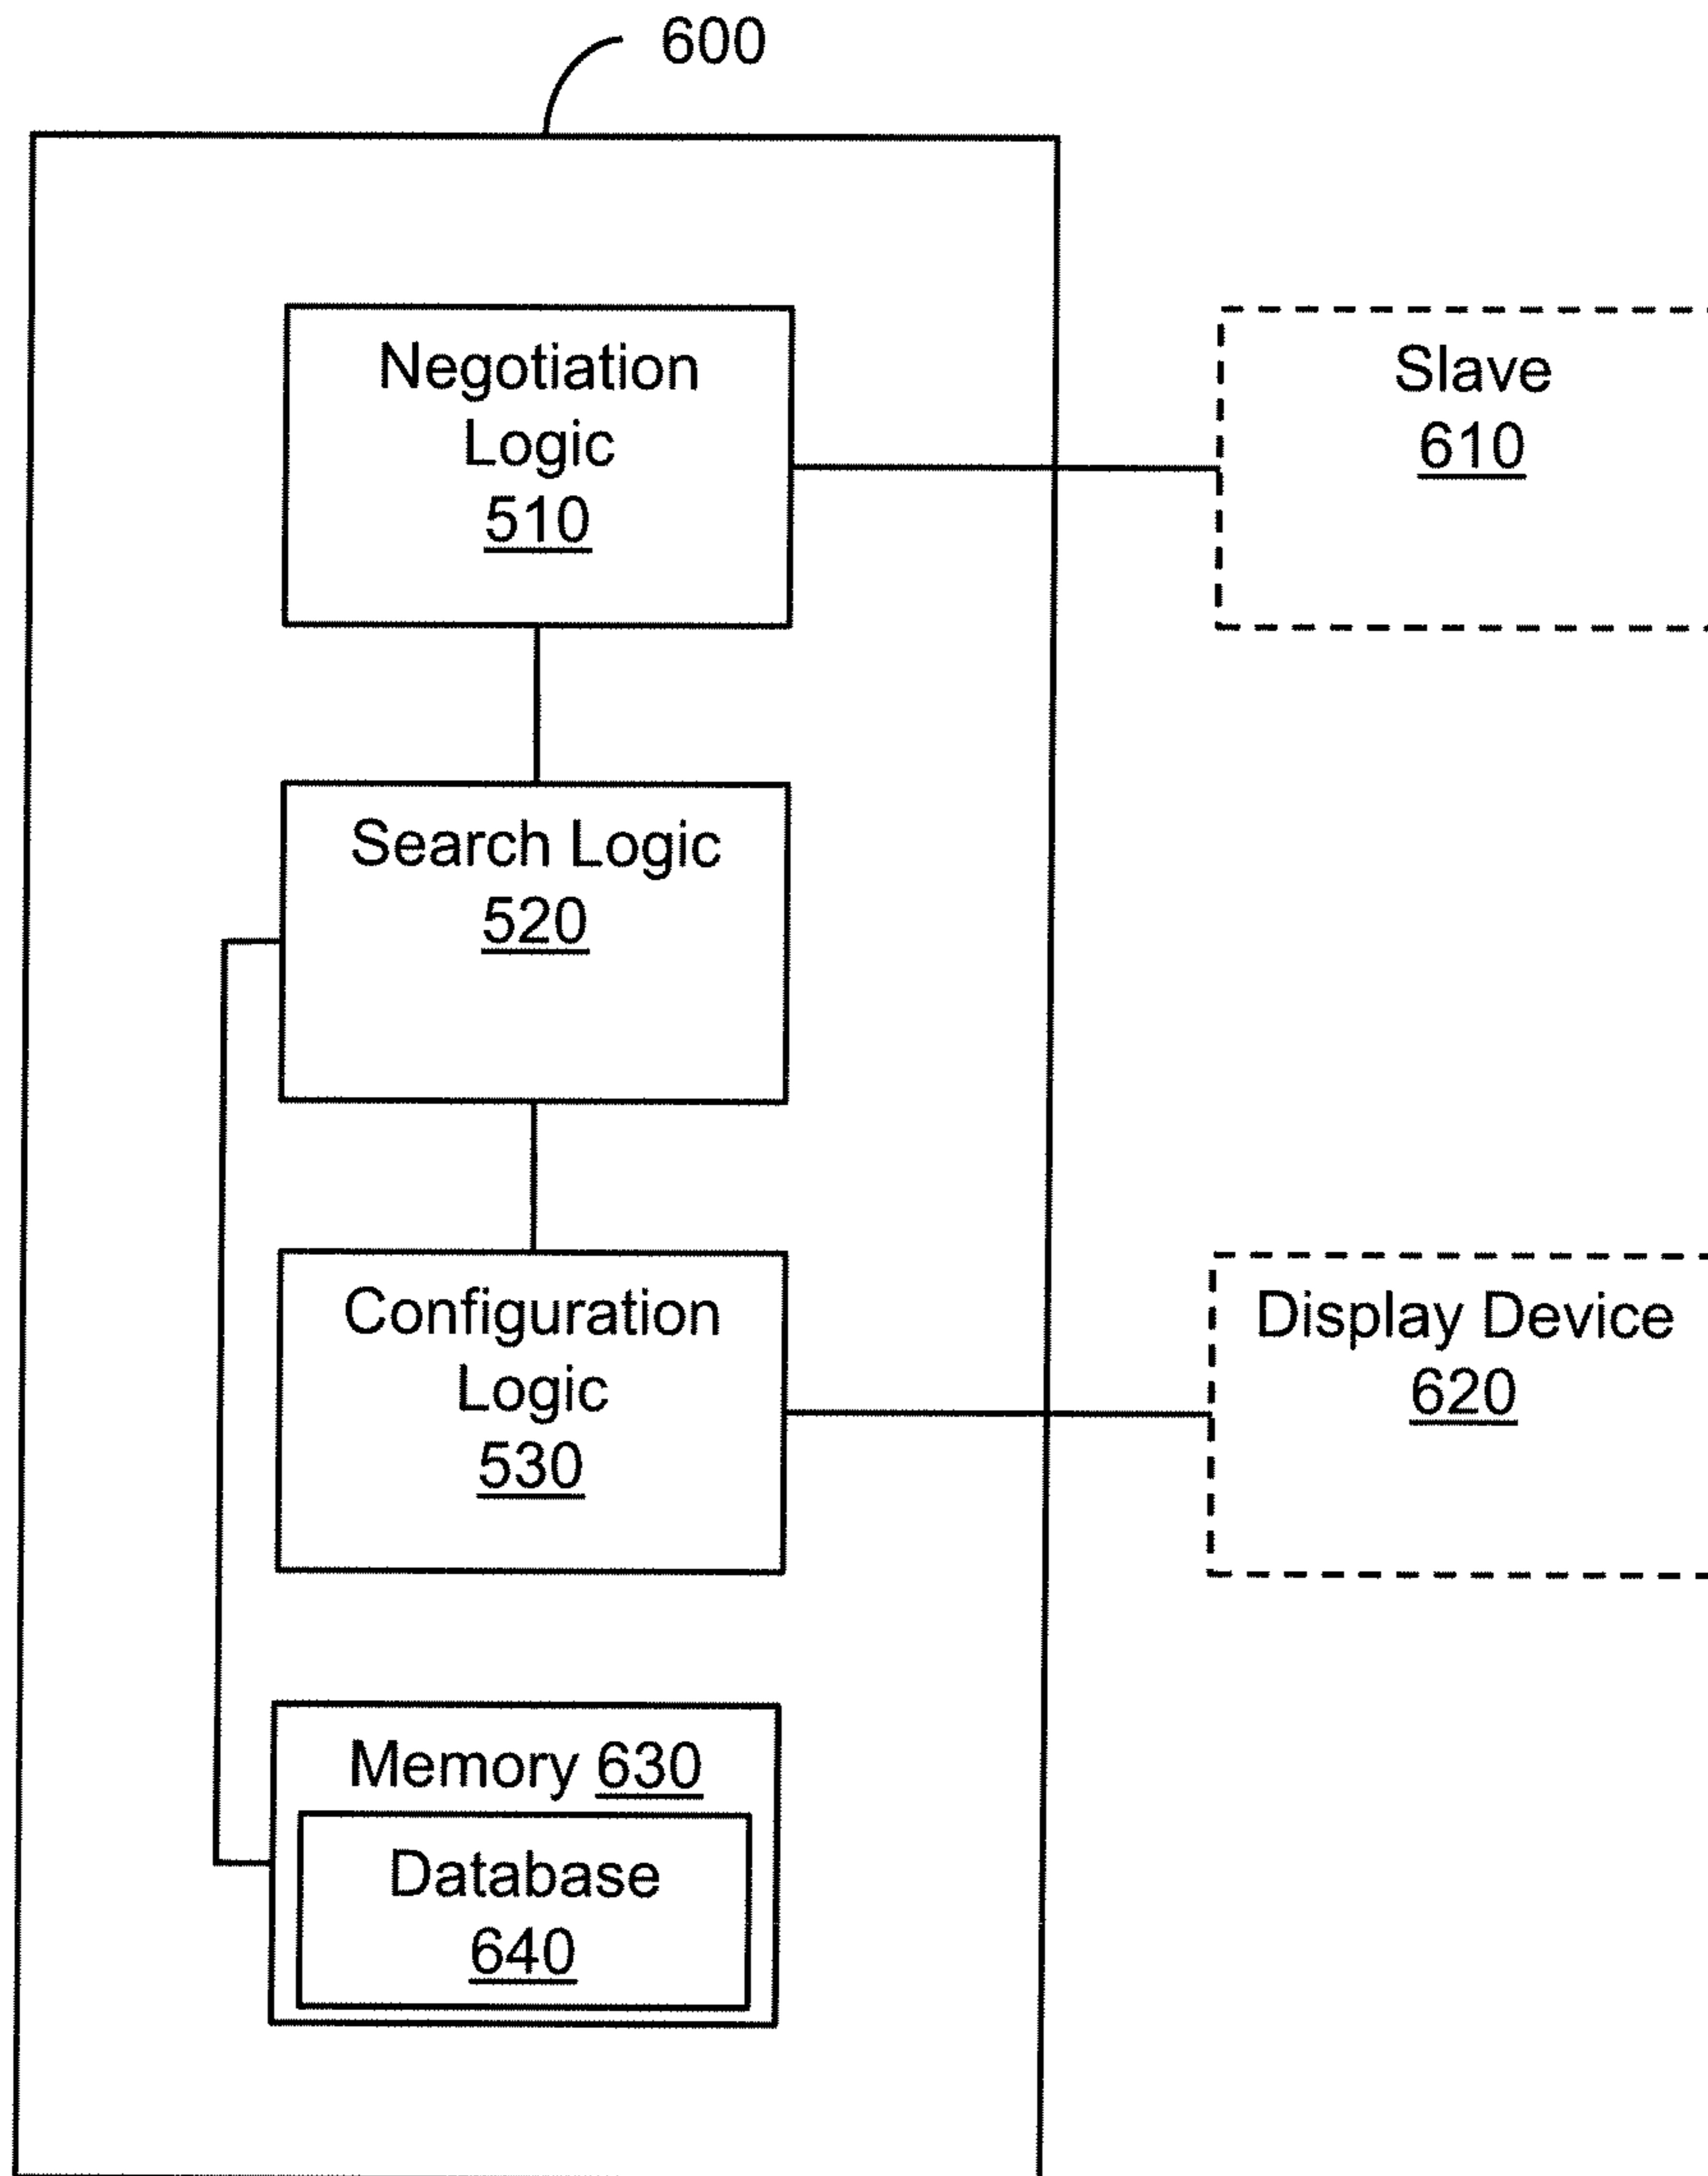 600
Negotiation
Logic
510
Slave
610
Search Logic
520
Configuration
Logic
530
Display Device
620
Memory 630
Database
640